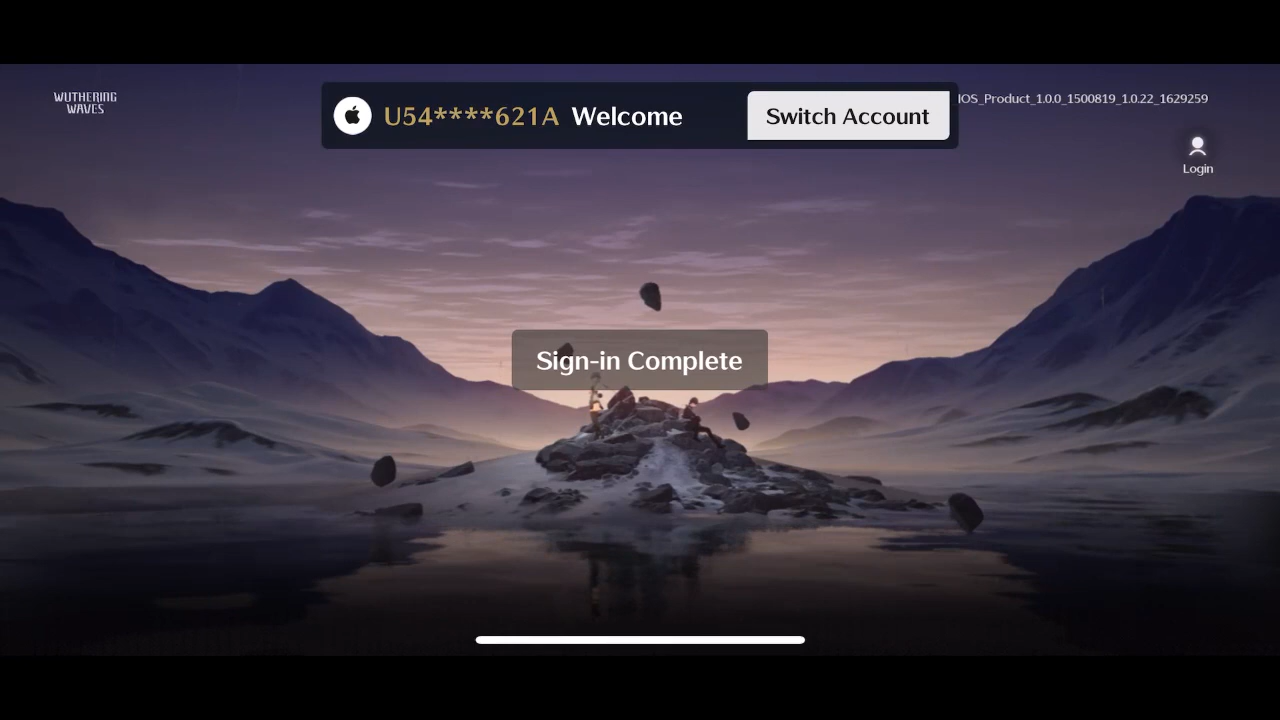 WUTHERING
WAVES
U54****621A Welcome
Switch Account
IOS_Product_1.0.0_1500819_1.0.22_1629259
Login
Sign-in Complete